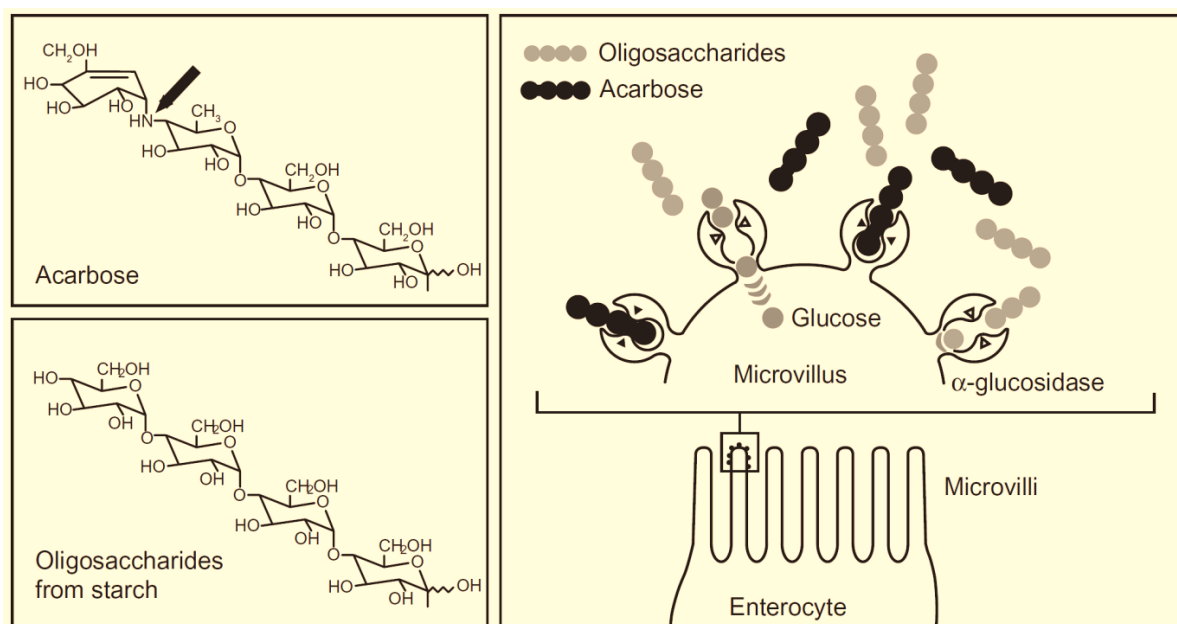 CH2OH
HO
HO
HO
HN
CH3
O
HO
HO
O
CH2OH
O
HO
HO
O
CH2OH
O
OH
HO
HO
Acarbose
CH2OH
HO
O
HO
HO
OH
O
CH2OH
O
HO
OH
O
CH2OH
O
HO
OH
O
CH2OH
O
OH
HO
OH
Oligosaccharides
from starch
Oligosaccharides
Acarbose
Glucose
Microvillus
α-glucosidase
Microvilli
Enterocyte